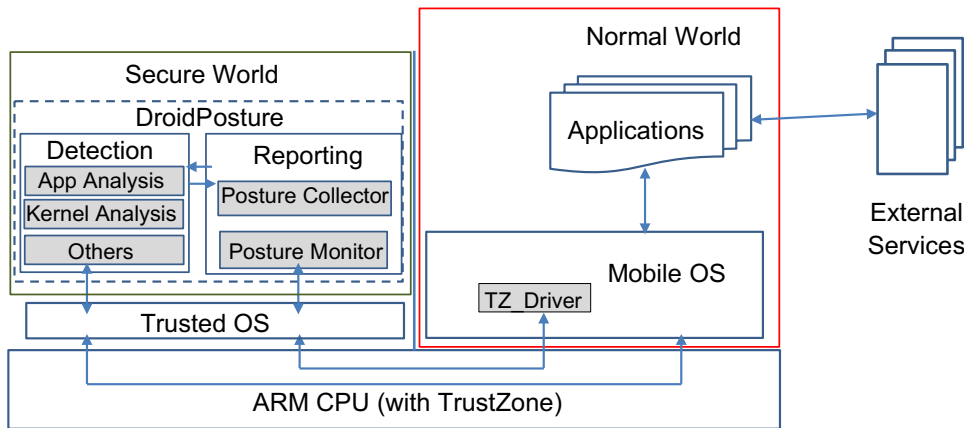 Secure World
DroidPosture
Detection
App Analysis
Kernel Analysis
Others
Reporting
Posture Collector
Posture Monitor
Trusted OS
Normal World
Applications
Mobile OS
TZ_Driver
External
Services
ARM CPU (with TrustZone)